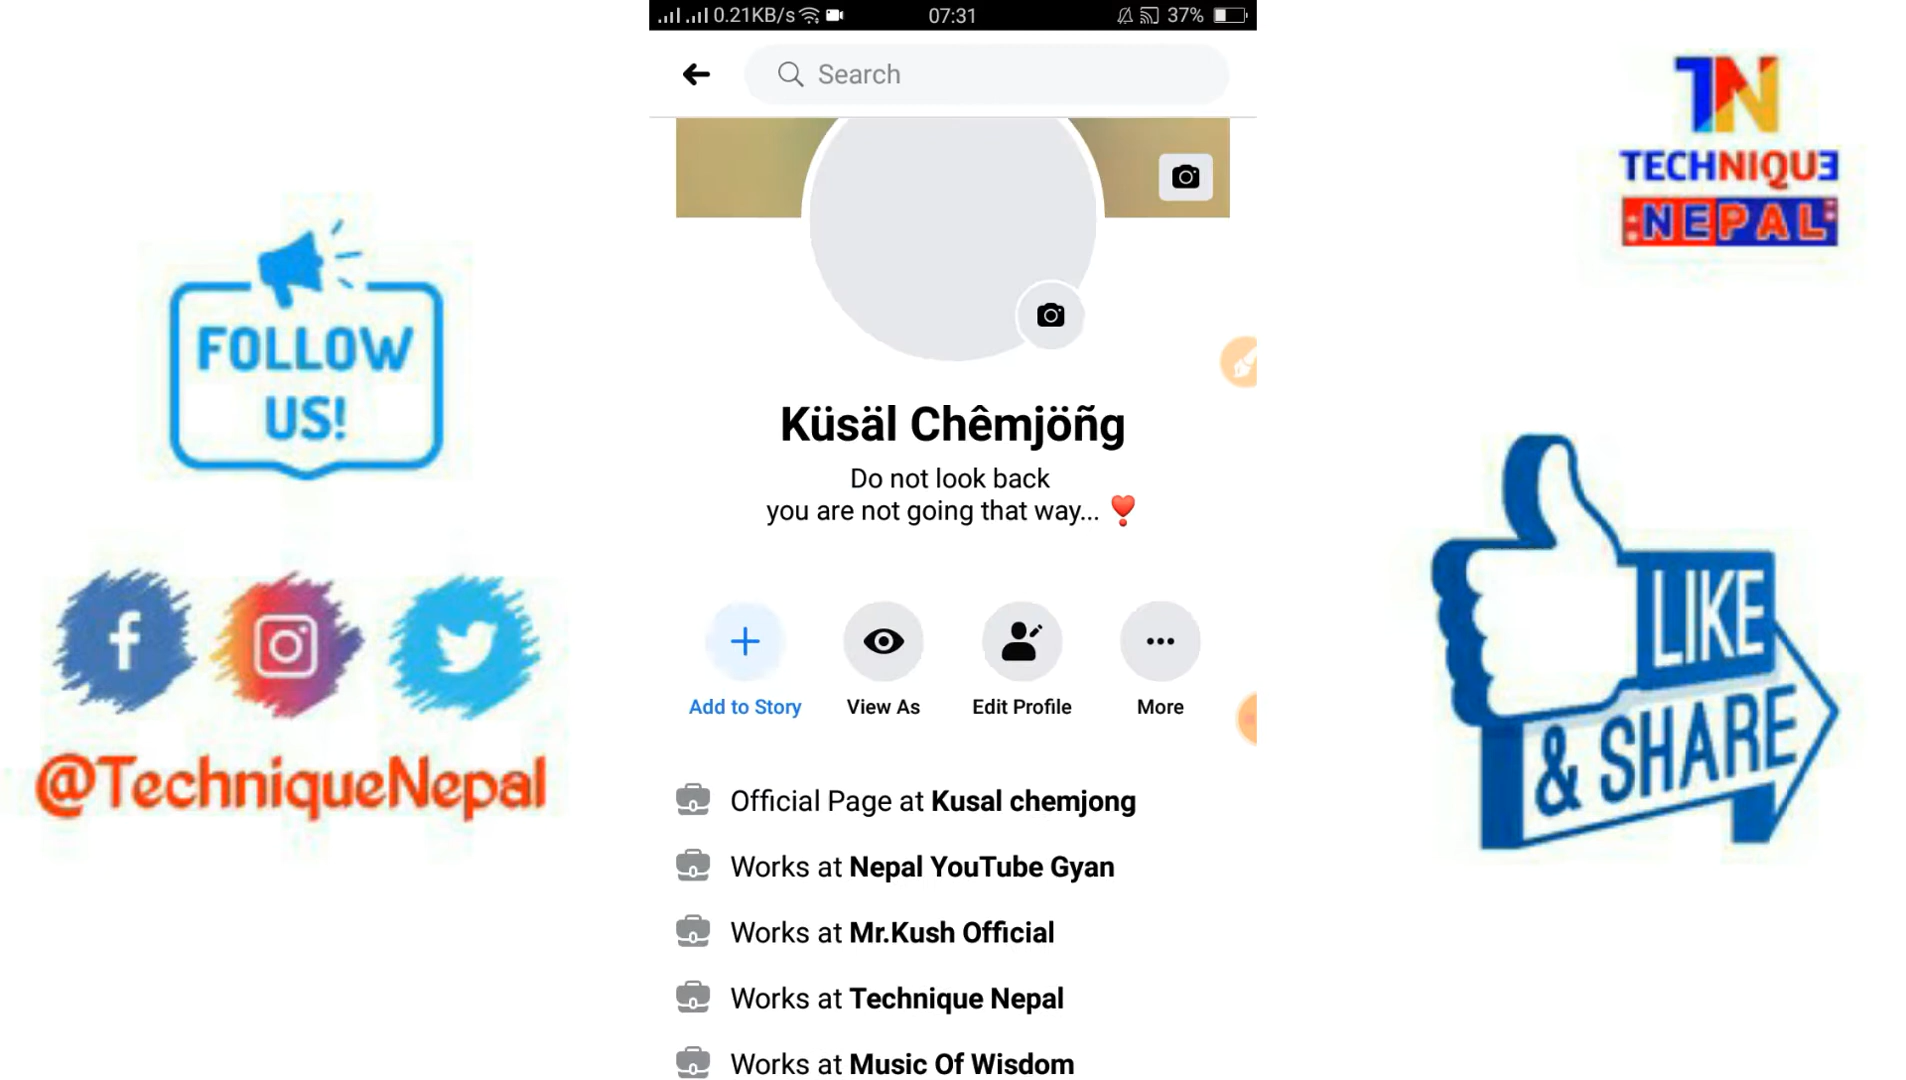 0.21KB/s 07:31 37%
Search
TN
TECHNIQUE
NEPAL
FOLLOW
US!
Küsäl Chêmjöñg
Do not look back
you are not going that way... ❣
Add to Story
View As
Edit Profile
More
@TechniqueNepal
LIKE
& SHARE
Official Page at Kusal chemjong
Works at Nepal YouTube Gyan
Works at Mr.Kush Official
Works at Technique Nepal
Works at Music Of Wisdom